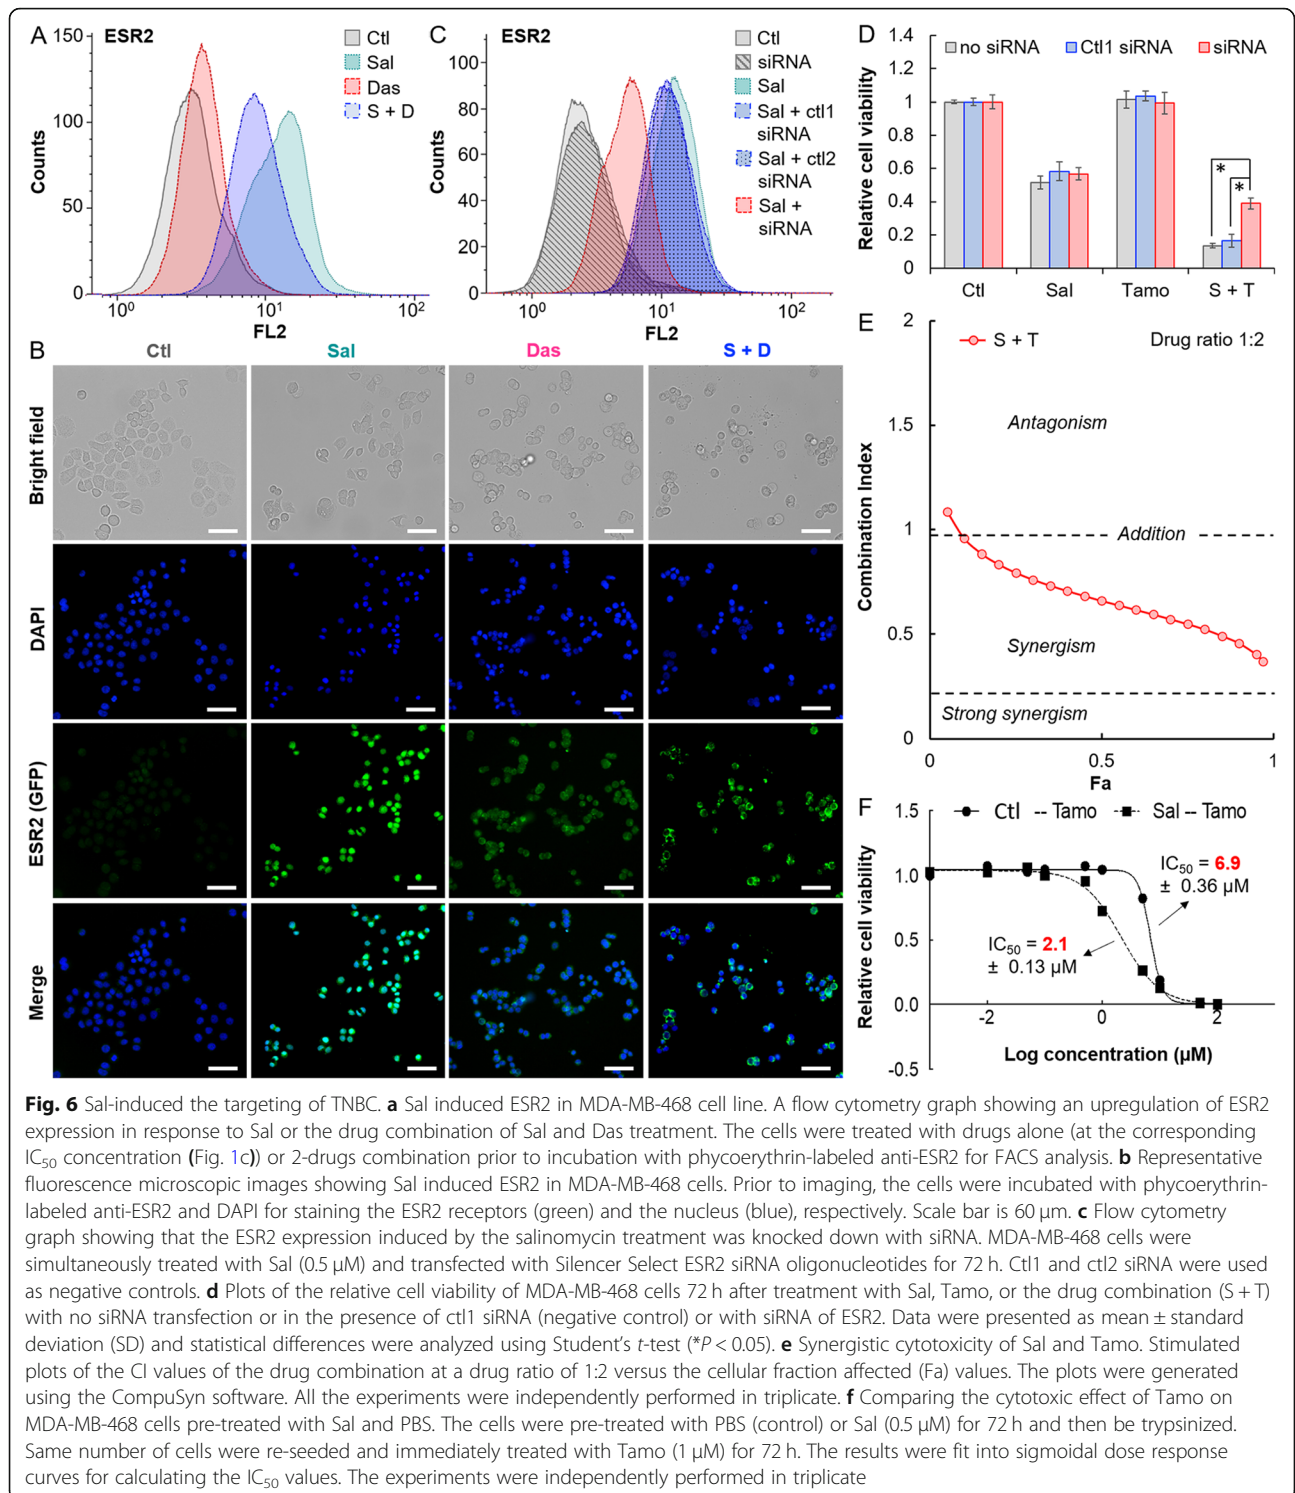 A
ESR2
Ctl
Sal
Das
S + D
150
100
50
0
Counts
10⁰
10¹
10²
FL2
C
ESR2
Ctl
siRNA
Sal
Sal + ctl1
siRNA
Sal + ctl2
siRNA
Sal +
siRNA
100
80
60
40
20
0
Counts
10⁰
10¹
10²
FL2
D
no siRNA
Ctl1 siRNA
siRNA
1.4
1.2
1
0.8
0.6
0.4
0.2
0
Relative cell viability
*
*
Ctl
Sal
Tamo
S + T
B
Ctl
Sal
Das
S + D
Bright field
DAPI
ESR2 (GFP)
Merge
E
2
S + T
Drug ratio 1:2
1.5
1
0.5
0
Combination Index
Antagonism
Addition
Synergism
Strong synergism
0
0.5
1
Fa
F
Ctl -- Tamo
Sal -- Tamo
1.5
1.0
0.5
0.0
-0.5
Relative cell viability
IC₅₀ = 6.9
± 0.36 µM
IC₅₀ = 2.1
± 0.13 µM
-2
0
2
Log concentration (µM)
Fig. 6 Sal-induced the targeting of TNBC. a Sal induced ESR2 in MDA-MB-468 cell line. A flow cytometry graph showing an upregulation of ESR2
expression in response to Sal or the drug combination of Sal and Das treatment. The cells were treated with drugs alone (at the corresponding
IC₅₀ concentration (Fig. 1c)) or 2-drugs combination prior to incubation with phycoerythrin-labeled anti-ESR2 for FACS analysis. b Representative
fluorescence microscopic images showing Sal induced ESR2 in MDA-MB-468 cells. Prior to imaging, the cells were incubated with phycoerythrin-
labeled anti-ESR2 and DAPI for staining the ESR2 receptors (green) and the nucleus (blue), respectively. Scale bar is 60 µm. c Flow cytometry
graph showing that the ESR2 expression induced by the salinomycin treatment was knocked down with siRNA. MDA-MB-468 cells were
simultaneously treated with Sal (0.5 µM) and transfected with Silencer Select ESR2 siRNA oligonucleotides for 72 h. Ctl1 and ctl2 siRNA were used
as negative controls. d Plots of the relative cell viability of MDA-MB-468 cells 72 h after treatment with Sal, Tamo, or the drug combination (S + T)
with no siRNA transfection or in the presence of ctl1 siRNA (negative control) or with siRNA of ESR2. Data were presented as mean ± standard
deviation (SD) and statistical differences were analyzed using Student's t-test (*P < 0.05). e Synergistic cytotoxicity of Sal and Tamo. Stimulated
plots of the CI values of the drug combination at a drug ratio of 1:2 versus the cellular fraction affected (Fa) values. The plots were generated
using the CompuSyn software. All the experiments were independently performed in triplicate. f Comparing the cytotoxic effect of Tamo on
MDA-MB-468 cells pre-treated with Sal and PBS. The cells were pre-treated with PBS (control) or Sal (0.5 µM) for 72 h and then be trypsinized.
Same number of cells were re-seeded and immediately treated with Tamo (1 µM) for 72 h. The results were fit into sigmoidal dose response
curves for calculating the IC₅₀ values. The experiments were independently performed in triplicate